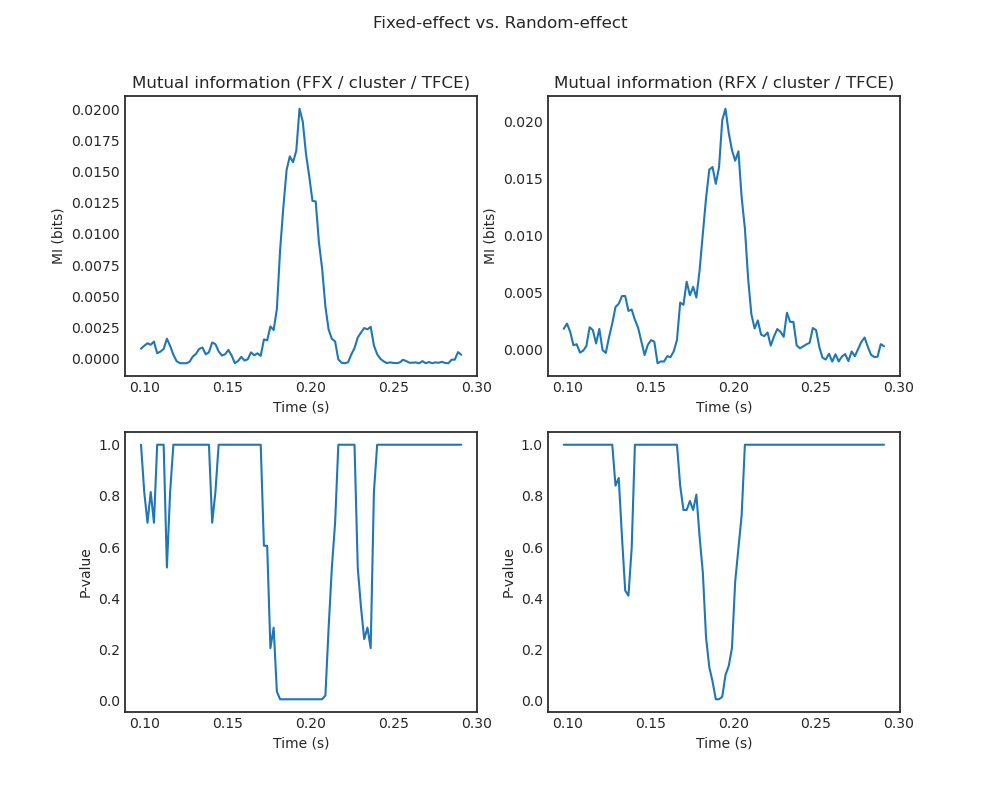 Fixed-effect vs. Random-effect
Mutual information (FFX / cluster / TFCE)
0.0200
0.0175
0.0150
0.0125
0.0100
0.0075
0.0050
0.0025
0.0000
MI (bits)
0.10 0.15 0.20 0.25 0.30
Time (s)
Mutual information (RFX / cluster / TFCE)
0.020
0.015
0.010
0.005
0.000
MI (bits)
0.10 0.15 0.20 0.25 0.30
Time (s)
1.0
0.8
0.6
0.4
0.2
0.0
P-value
0.10 0.15 0.20 0.25 0.30
Time (s)
1.0
0.8
0.6
0.4
0.2
0.0
P-value
0.10 0.15 0.20 0.25 0.30
Time (s)